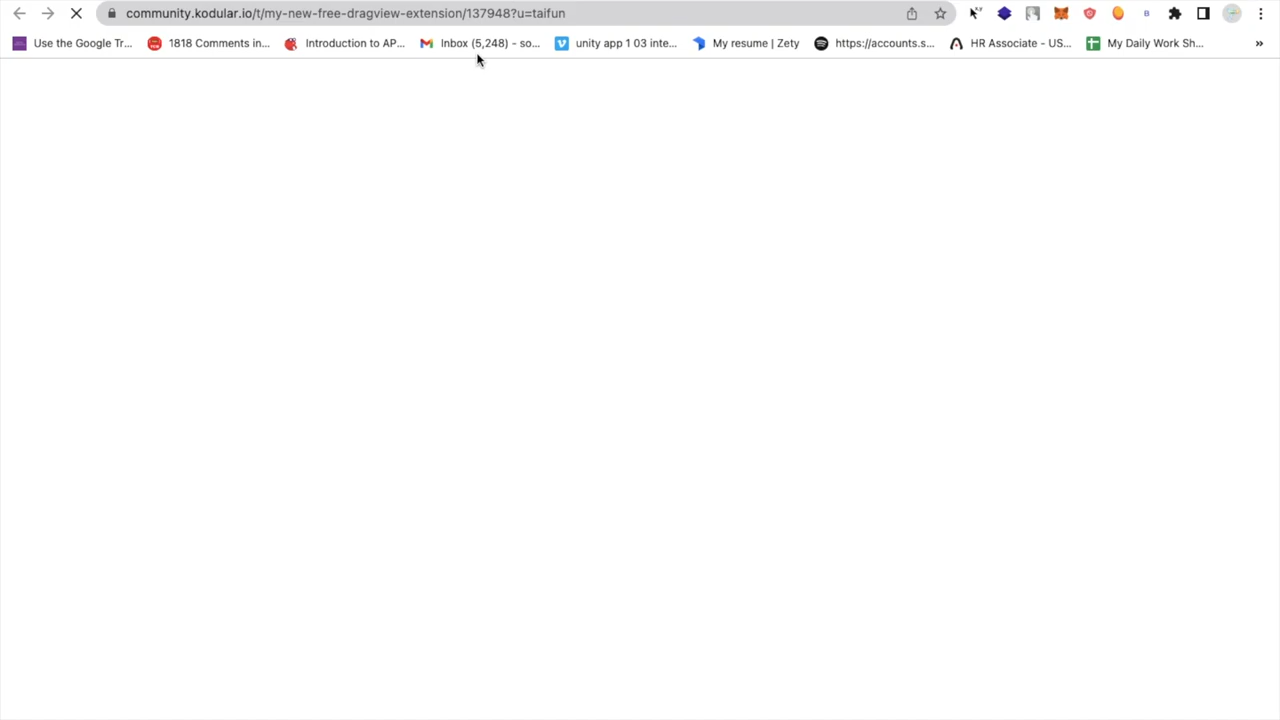 community.kodular.io/t/my-new-free-dragview-extension/137948?u=taifun
Use the Google Tr... 1818 Comments in... Introduction to AP... Inbox (5,248) - so... unity app 1 03 inte... My resume | Zety https://accounts.s... HR Associate - US... My Daily Work Sh... »